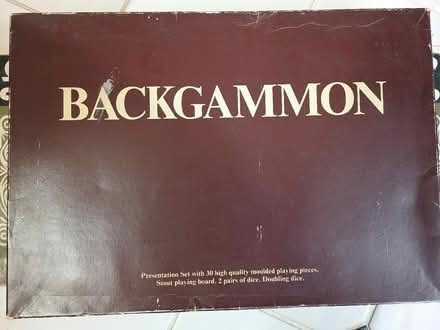 BACKGAMMON
Presentation Set with 30 high quality moulded playing pieces.
Stout playing board. 2 pairs of dice. Doubling dice.